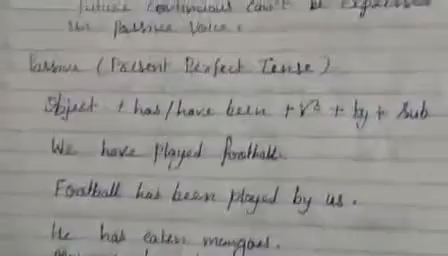 future continuous can't be expressed
in Passive Voice.
Passive (Present Perfect Tense)
Object + has/have been + V3 + by + Sub
We have Played football.
Football has been played by us.
He has eaten mangoes.